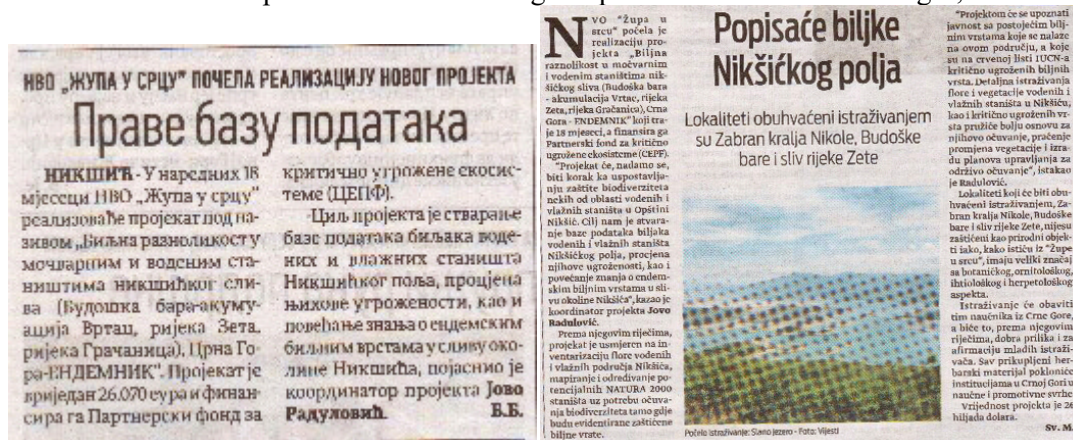 НВО „ЖУПА У СРЦУ” ПОЧЕЛА РЕАЛИЗАЦИЈУ НОВОГ ПРОЈЕКТА
Праве базу података
НИКШИЋ - У наредних 18
мјесеци НВО „Жупа у срцу”
реализоваће пројекат под на-
зивом „Биљна разноликост у
мочварним и воденим ста-
ништима никшићког сли-
ва (Будошка бара-акуму-
ација Вртац, ријека Зета,
ријека Грачаница), Црна Го-
ра-ЕНДЕМНИК”. Пројекат је
вриједан 26.070 еура и финан-
сира га Партнерски фонд за
критично угрожене екосис-
теме (ЦЕПФ).
Циљ пројекта је стварање
базе података биљака воде-
них и влажних станишта
Никшићког поља, процјена
њихове угрожености, као и
повећање знања о ендемским
биљним врстама у сливу око-
лине Никшића, појаснио је
координатор пројекта Јово
Радуловић. Б.Б.
NVO "Župa u
srcu" počela je
realizaciju pro-
jekta „Biljna
raznolikost u močvarnim
i vodenim staništima nik-
šićkog sliva (Budoška bara
- akumulacija Vrtac, rijeka
Zeta, rijeka Gračanica), Crna
Gora - ENDEMNIK" koji tra-
je 18 mjeseci, a finansira ga
Partnerski fond za kritično
ugrožene ekosisteme (CEPF).
"Projekat će, nadamo se,
biti korak ka uspostavlja-
nju zaštite biodiverziteta
nekih od oblasti vodenih i
vlažnih staništa u Opštini
Nikšić. Cilj nam je stvara-
nje baze podataka biljaka
vodenih i vlažnih staništa
Nikšićkog polja, procjena
njihove ugroženosti, kao i
povećanje znanja o endem-
skim biljnim vrstama u sli-
vu okoline Nikšića", kazao je
koordinator projekta Jovo
Radulović.
Prema njegovim riječima,
projekat je usmjeren na in-
ventarizaciju flore vodenih
i vlažnih područja Nikšića,
mapiranje i određivanje po-
tencijalnih NATURA 2000
staništa uz potrebu očuva-
nja biodiverziteta tamo gdje
budu evidentirane zaštićene
biljne vrate.
Popisaće biljke
Nikšićkog polja
Lokaliteti obuhvaćeni istraživanjem
su Zabran kralja Nikole, Budoške
bare i sliv rijeke Zete
Počelo istraživanje: Slano jezero - Foto: Vijesti
"Projektom će se upoznati
javnost sa postojećim bilj-
nim vrstama koje se nalaze
na ovom području, a koje
su na crvenoj listi IUCN-a
kritično ugroženih biljnih
vrsta. Detaljna istraživanja
flore i vegetacije vodenih i
vlažnih staništa u Nikšiću,
kao i kritično ugroženih vr-
sta pružiće bolju osnovu za
njihovo očuvanje, praćenje
promjena vegetacije i izra-
du planova upravljanja za
održivo očuvanje", istakao
je Radulović.
Lokaliteti koji će biti obu-
hvaćeni istraživanjem, Za-
bran kralja Nikole, Budoške
bare i sliv rijeke Zete, nijesu
zaštićeni kao prirodni objek-
ti iako, kako ističu iz "Župe
u srcu", imaju veliki značaj
sa botaničkog, ornitološkog,
ihtiološkog i herpetološkog
aspekta.
Istraživanje će obaviti
tim naučnika iz Crne Gore,
a biće to, prema njegovim
riječima, dobra prilika i za
afirmaciju mladih istraži-
vača. Sav prikupljeni her-
barski materijal pokloniće
institucijama u Crnoj Gori u
naučne i promotivne svrhe.
Vrijednost projekta je 26
hiljada dolara.
Sv. M.